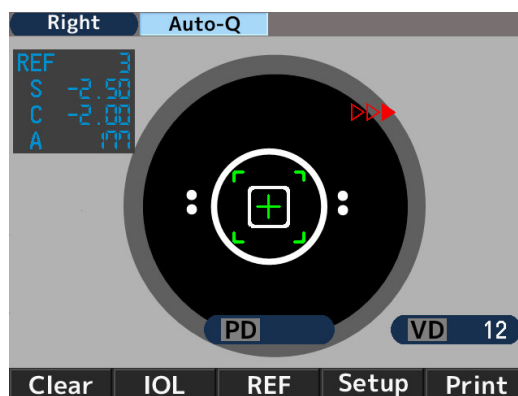 Right Auto-Q
REF 3
S -2.50
C -2.00
A 177
PD VD 12
Clear IOL REF Setup Print